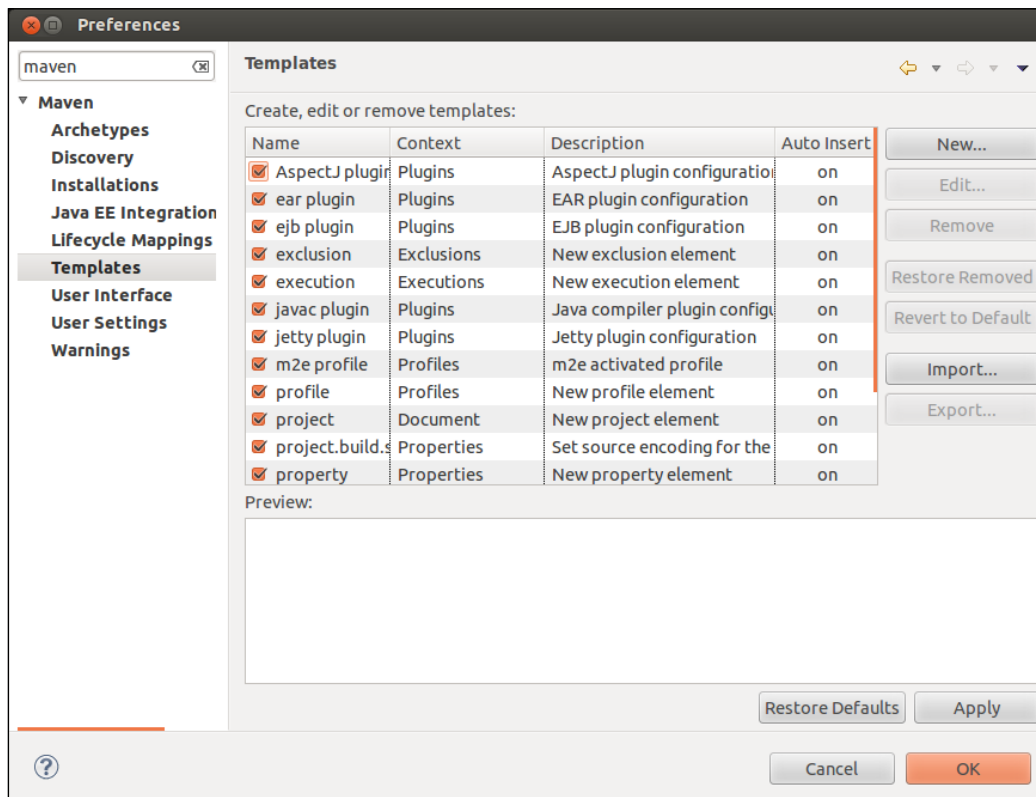 Preferences
maven
Templates
Maven
Archetypes
Discovery
Installations
Java EE Integration
Lifecycle Mappings
Templates
User Interface
User Settings
Warnings
Create, edit or remove templates:
Name Context Description Auto Insert
AspectJ plugin Plugins AspectJ plugin configuration on
ear plugin Plugins EAR plugin configuration on
ejb plugin Plugins EJB plugin configuration on
exclusion Exclusions New exclusion element on
execution Executions New execution element on
javac plugin Plugins Java compiler plugin configu on
jetty plugin Plugins Jetty plugin configuration on
m2e profile Profiles m2e activated profile on
profile Profiles New profile element on
project Document New project element on
project.build.s Properties Set source encoding for the on
property Properties New property element on
New...
Edit...
Remove
Restore Removed
Revert to Default
Import...
Export...
Preview:
Restore Defaults Apply
? Cancel OK